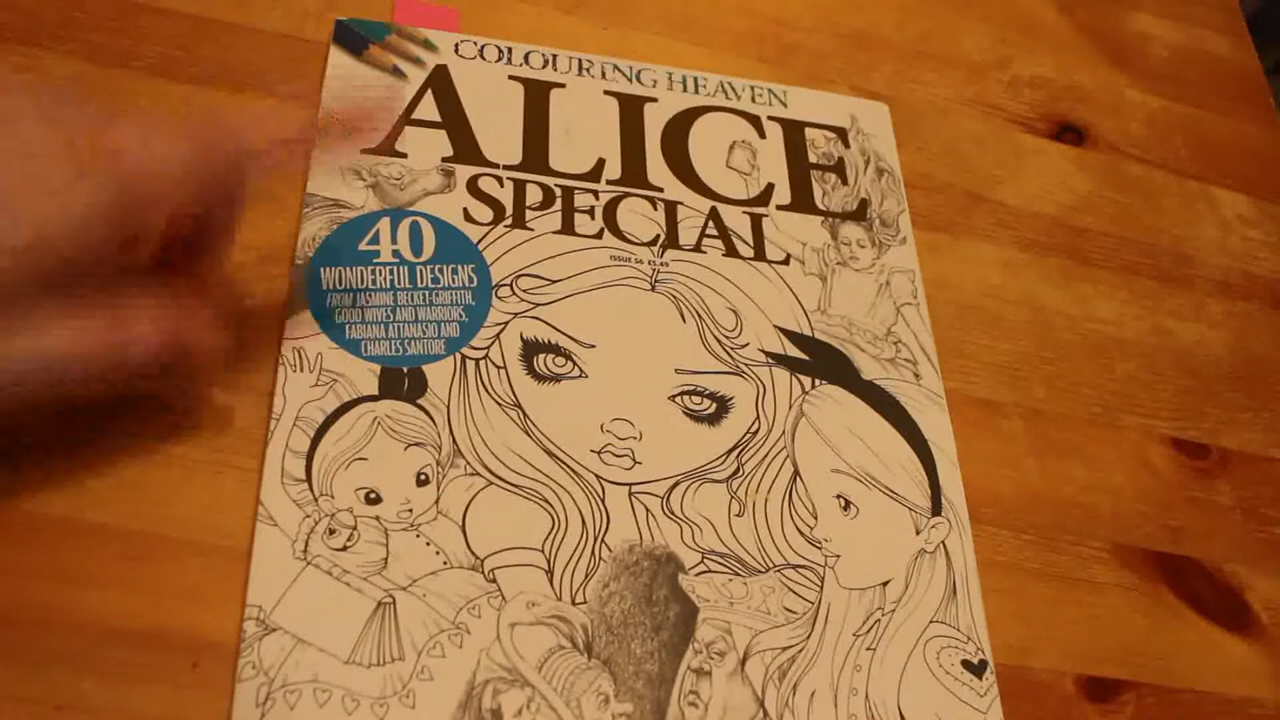 COLOURING HEAVEN
ALICE
SPECIAL
ISSUE 56 £5.49
40
WONDERFUL DESIGNS
FROM JASMINE BECKET-GRIFFITH,
GOOD WIVES AND WARRIORS,
FABIANA ATTANASIO AND
CHARLES SANTORE